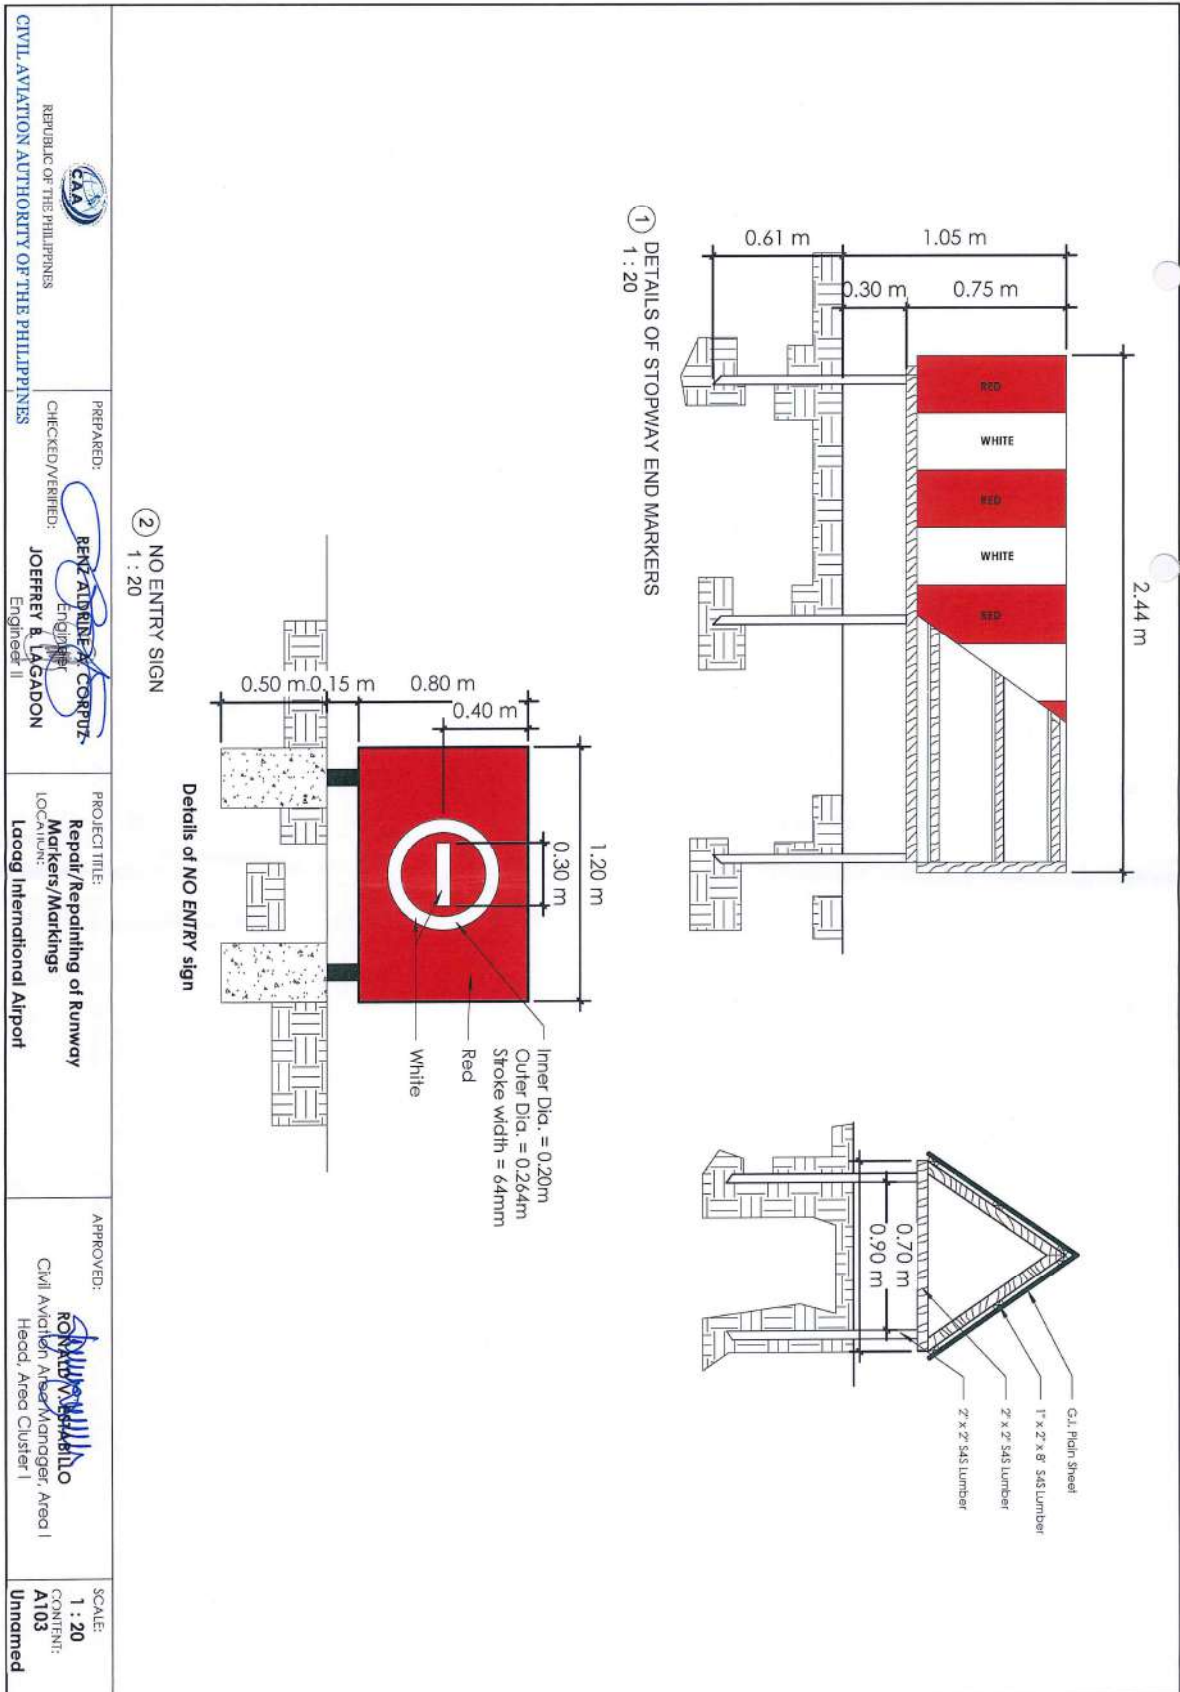 2.44 m
1.05 m
0.75 m
0.30 m
0.61 m
RED
WHITE
RED
WHITE
RED
1 DETAILS OF STOPWAY END MARKERS
1 : 20
G.I. Plain Sheet
1" x 2" x 8' S4S Lumber
2" x 2" S4S Lumber
2" x 2" S4S Lumber
0.70 m
0.90 m
1.20 m
0.30 m
0.80 m
0.40 m
0.15 m
0.50 m
Inner Dia. = 0.20m
Outer Dia. = 0.264m
Stroke width = 64mm
Red
White
Details of NO ENTRY sign
2 NO ENTRY SIGN
1 : 20
CAA
REPUBLIC OF THE PHILIPPINES
CIVIL AVIATION AUTHORITY OF THE PHILIPPINES
PREPARED:
RENZ ALDRINE A. CORPUZ
Engineer
CHECKED/VERIFIED:
JOEFFREY B. LAGADON
Engineer II
PROJECT TITLE:
Repair/Repainting of Runway
Markers/Markings
LOCATION:
Laoag International Airport
APPROVED:
RONALD V. ESTABILLO
Civil Aviation Area Manager, Area I
Head, Area Cluster I
SCALE:
1 : 20
CONTENT:
A103
Unnamed